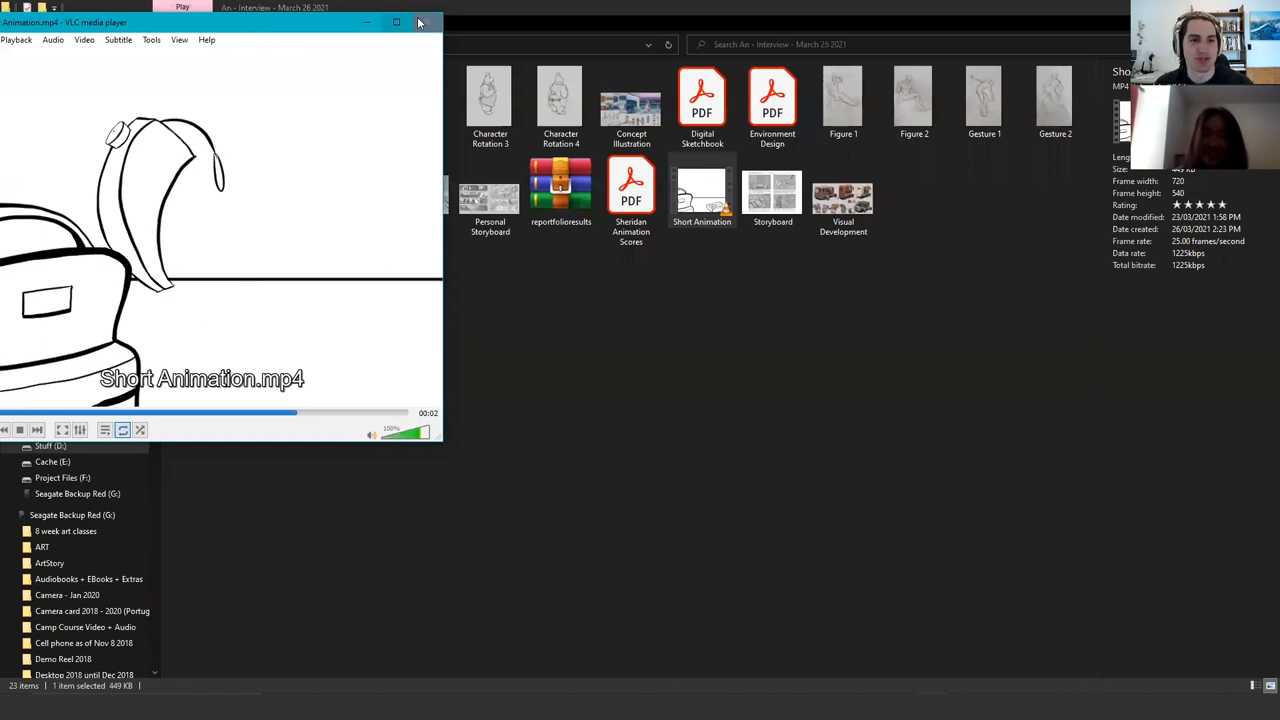 Play
An - Interview - March 26 2021
Animation.mp4 - VLC media player
Playback Audio Video Subtitle Tools View Help
Search An - Interview - March 26 2021
Character Rotation 3
Character Rotation 4
Concept Illustration
PDF
Digital Sketchbook
PDF
Environment Design
Figure 1
Figure 2
Gesture 1
Gesture 2
Personal Storyboard
reportfolioresults
PDF
Sheridan Animation Scores
Short Animation
Storyboard
Visual Development
Size:
Frame width: 720
Frame height: 540
Rating:
Date modified: 23/03/2021 1:58 PM
Date created: 26/03/2021 2:23 PM
Frame rate: 25.00 frames/second
Data rate: 1225kbps
Total bitrate: 1225kbps
Short Animation.mp4
00:02
100%
Stuff (D:)
Cache (E:)
Project Files (F:)
Seagate Backup Red (G:)
Seagate Backup Red (G:)
8 week art classes
ART
ArtStory
Audiobooks + EBooks + Extras
Camera - Jan 2020
Camera card 2018 - 2020 (Portug
Camp Course Video + Audio
Cell phone as of Nov 8 2018
Demo Reel 2018
Desktop 2018 until Dec 2018
23 items 1 item selected 449 KB